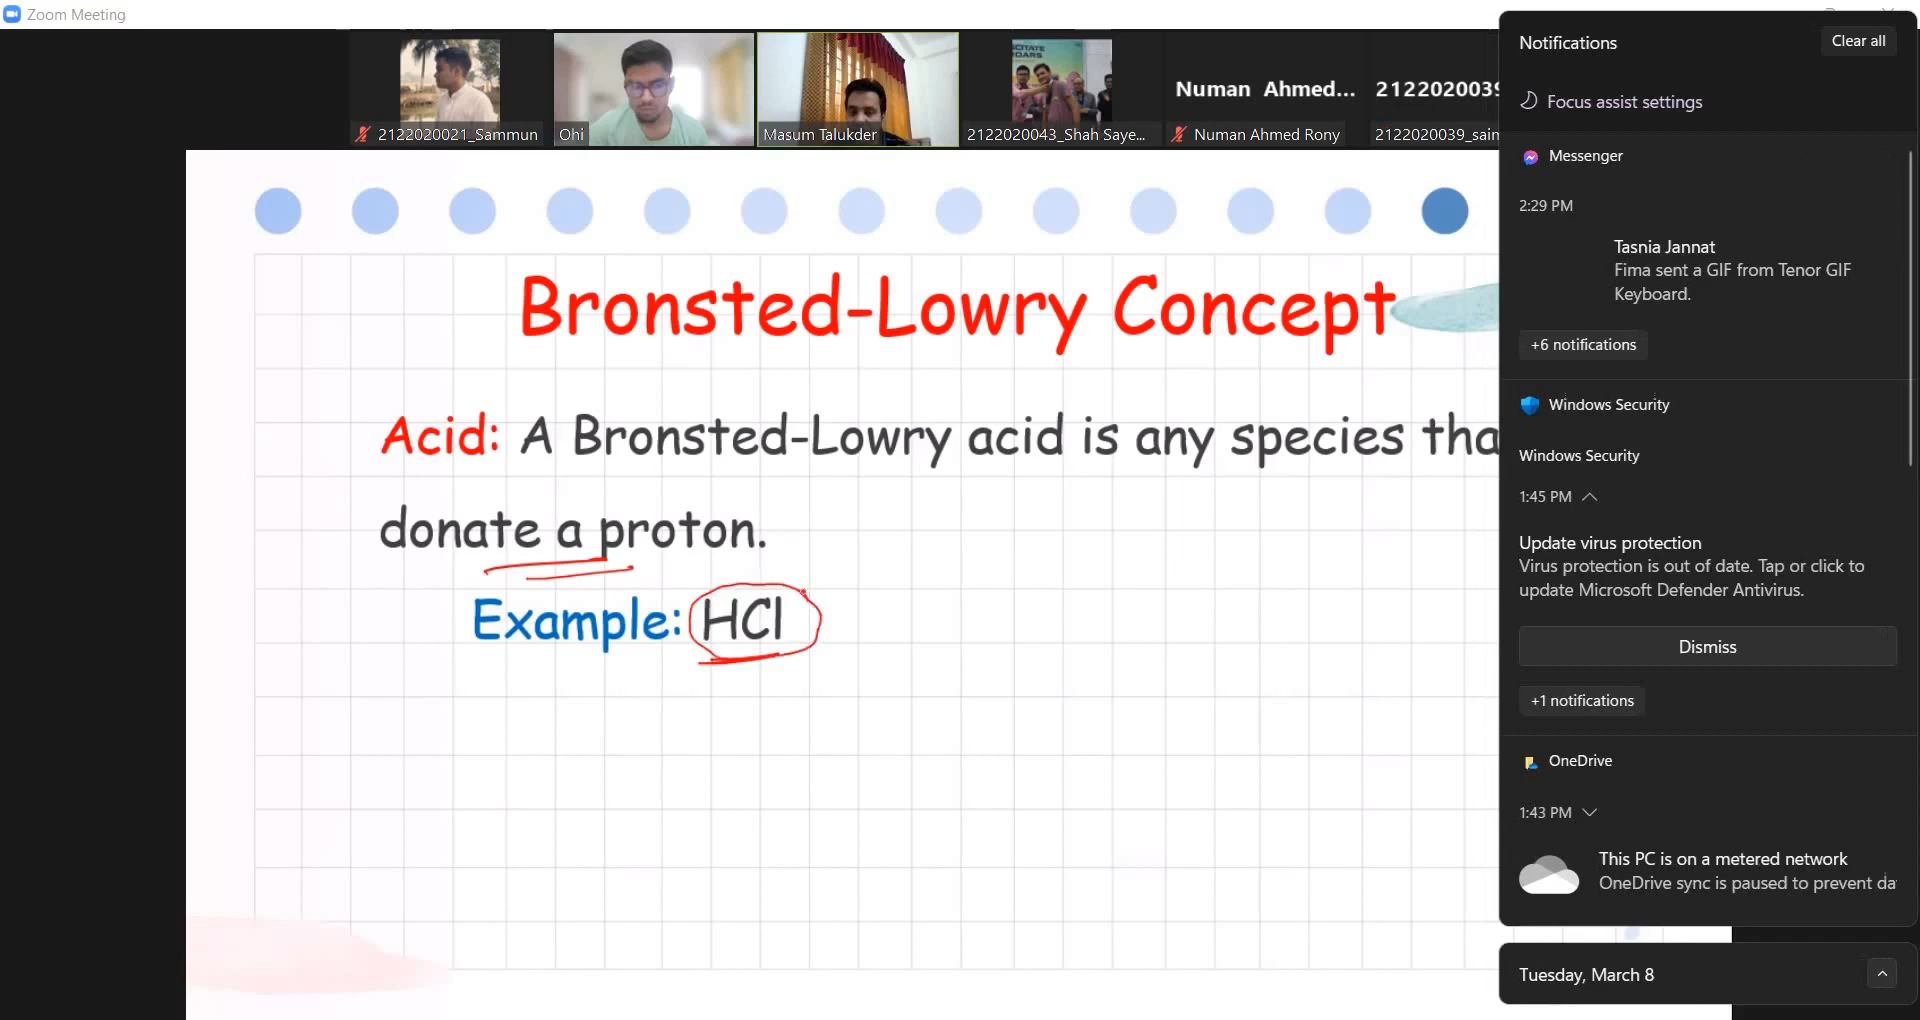 Zoom Meeting
2122020021_Sammun
Ohi
Masum Talukder
2122020043_Shah Saye...
Numan Ahmed...
Numan Ahmed Rony
2122020039
2122020039_sain
Bronsted-Lowry Concept
Acid: A Bronsted-Lowry acid is any species tha
donate a proton.
Example: HCl
Notifications
Clear all
Focus assist settings
Messenger
2:29 PM
Tasnia Jannat
Fima sent a GIF from Tenor GIF
Keyboard.
+6 notifications
Windows Security
Windows Security
1:45 PM
Update virus protection
Virus protection is out of date. Tap or click to
update Microsoft Defender Antivirus.
Dismiss
+1 notifications
OneDrive
1:43 PM
This PC is on a metered network
OneDrive sync is paused to prevent da
Tuesday, March 8